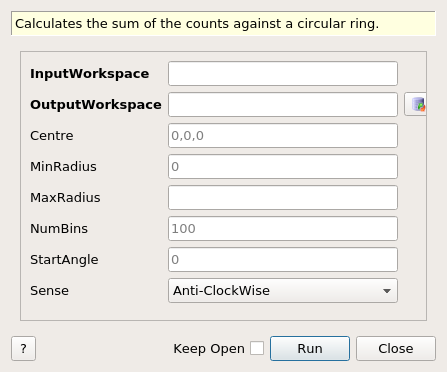 Calculates the sum of the counts against a circular ring.
InputWorkspace
OutputWorkspace
Centre 0,0,0
MinRadius 0
MaxRadius
NumBins 100
StartAngle 0
Sense Anti-ClockWise
? Keep Open Run Close